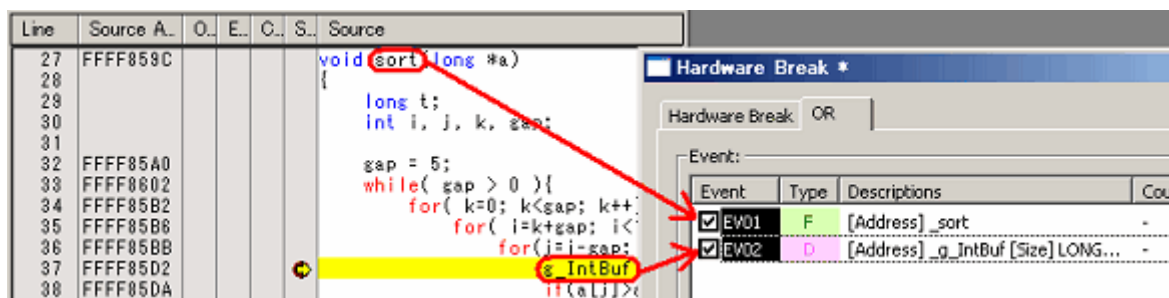 Line Source A.. O.. E.. C.. S.. Source
27 FFFF859C void sort(long *a)
28 {
29 long t;
30 int i, j, k, gap;
31
32 FFFF85A0 gap = 5;
33 FFFF8602 while( gap > 0 ){
34 FFFF85B2 for( k=0; k<gap; k++
35 FFFF85B6 for( i=k+gap; i<
36 FFFF85BB for(j=i-gap;
37 FFFF85D2 g_IntBuf
38 FFFF85DA if(a[j]>
Hardware Break *
Hardware Break OR
Event:
Event Type Descriptions Cou
EV01 F [Address] _sort -
EV02 D [Address] _g_IntBuf [Size] LONG... -